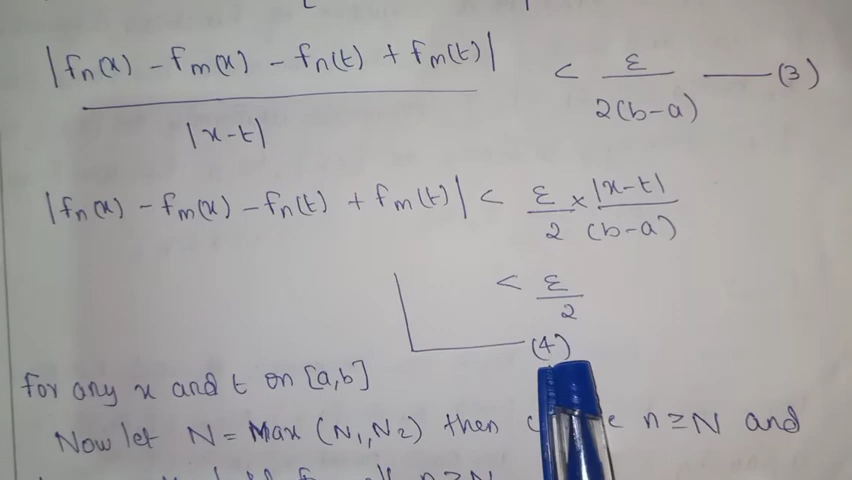 |fn(x) - fm(x) - fn(t) + fm(t)| / |x-t| < ε / 2(b-a) —— (3)
|fn(x) - fm(x) - fn(t) + fm(t)| < ε/2 × |x-t| / (b-a)
< ε/2
(4)
for any x and t on [a,b]
Now let N = Max (N1, N2) then n ≥ N and
n ≥ N